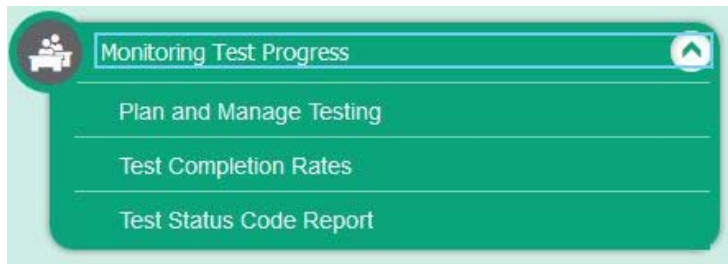 Monitoring Test Progress
Plan and Manage Testing
Test Completion Rates
Test Status Code Report